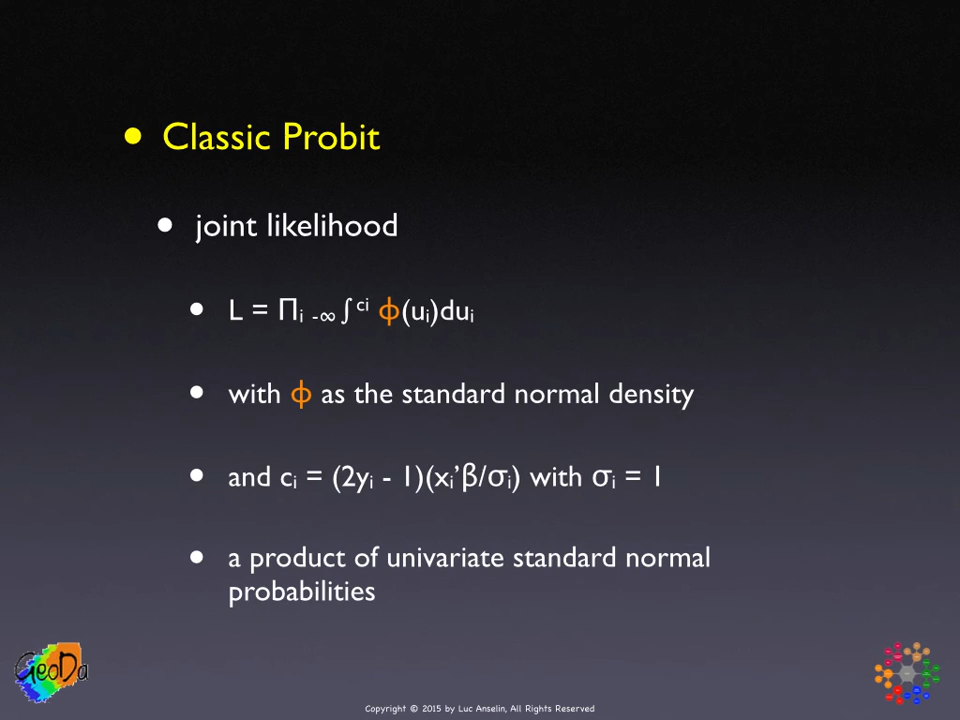 • Classic Probit
• joint likelihood
• L = Πᵢ -∞∫ᶜⁱ ϕ(uᵢ)duᵢ
• with ϕ as the standard normal density
• and cᵢ = (2yᵢ - 1)(xᵢ’β/σᵢ) with σᵢ = 1
• a product of univariate standard normal
probabilities
GeoDa
Copyright © 2015 by Luc Anselin, All Rights Reserved